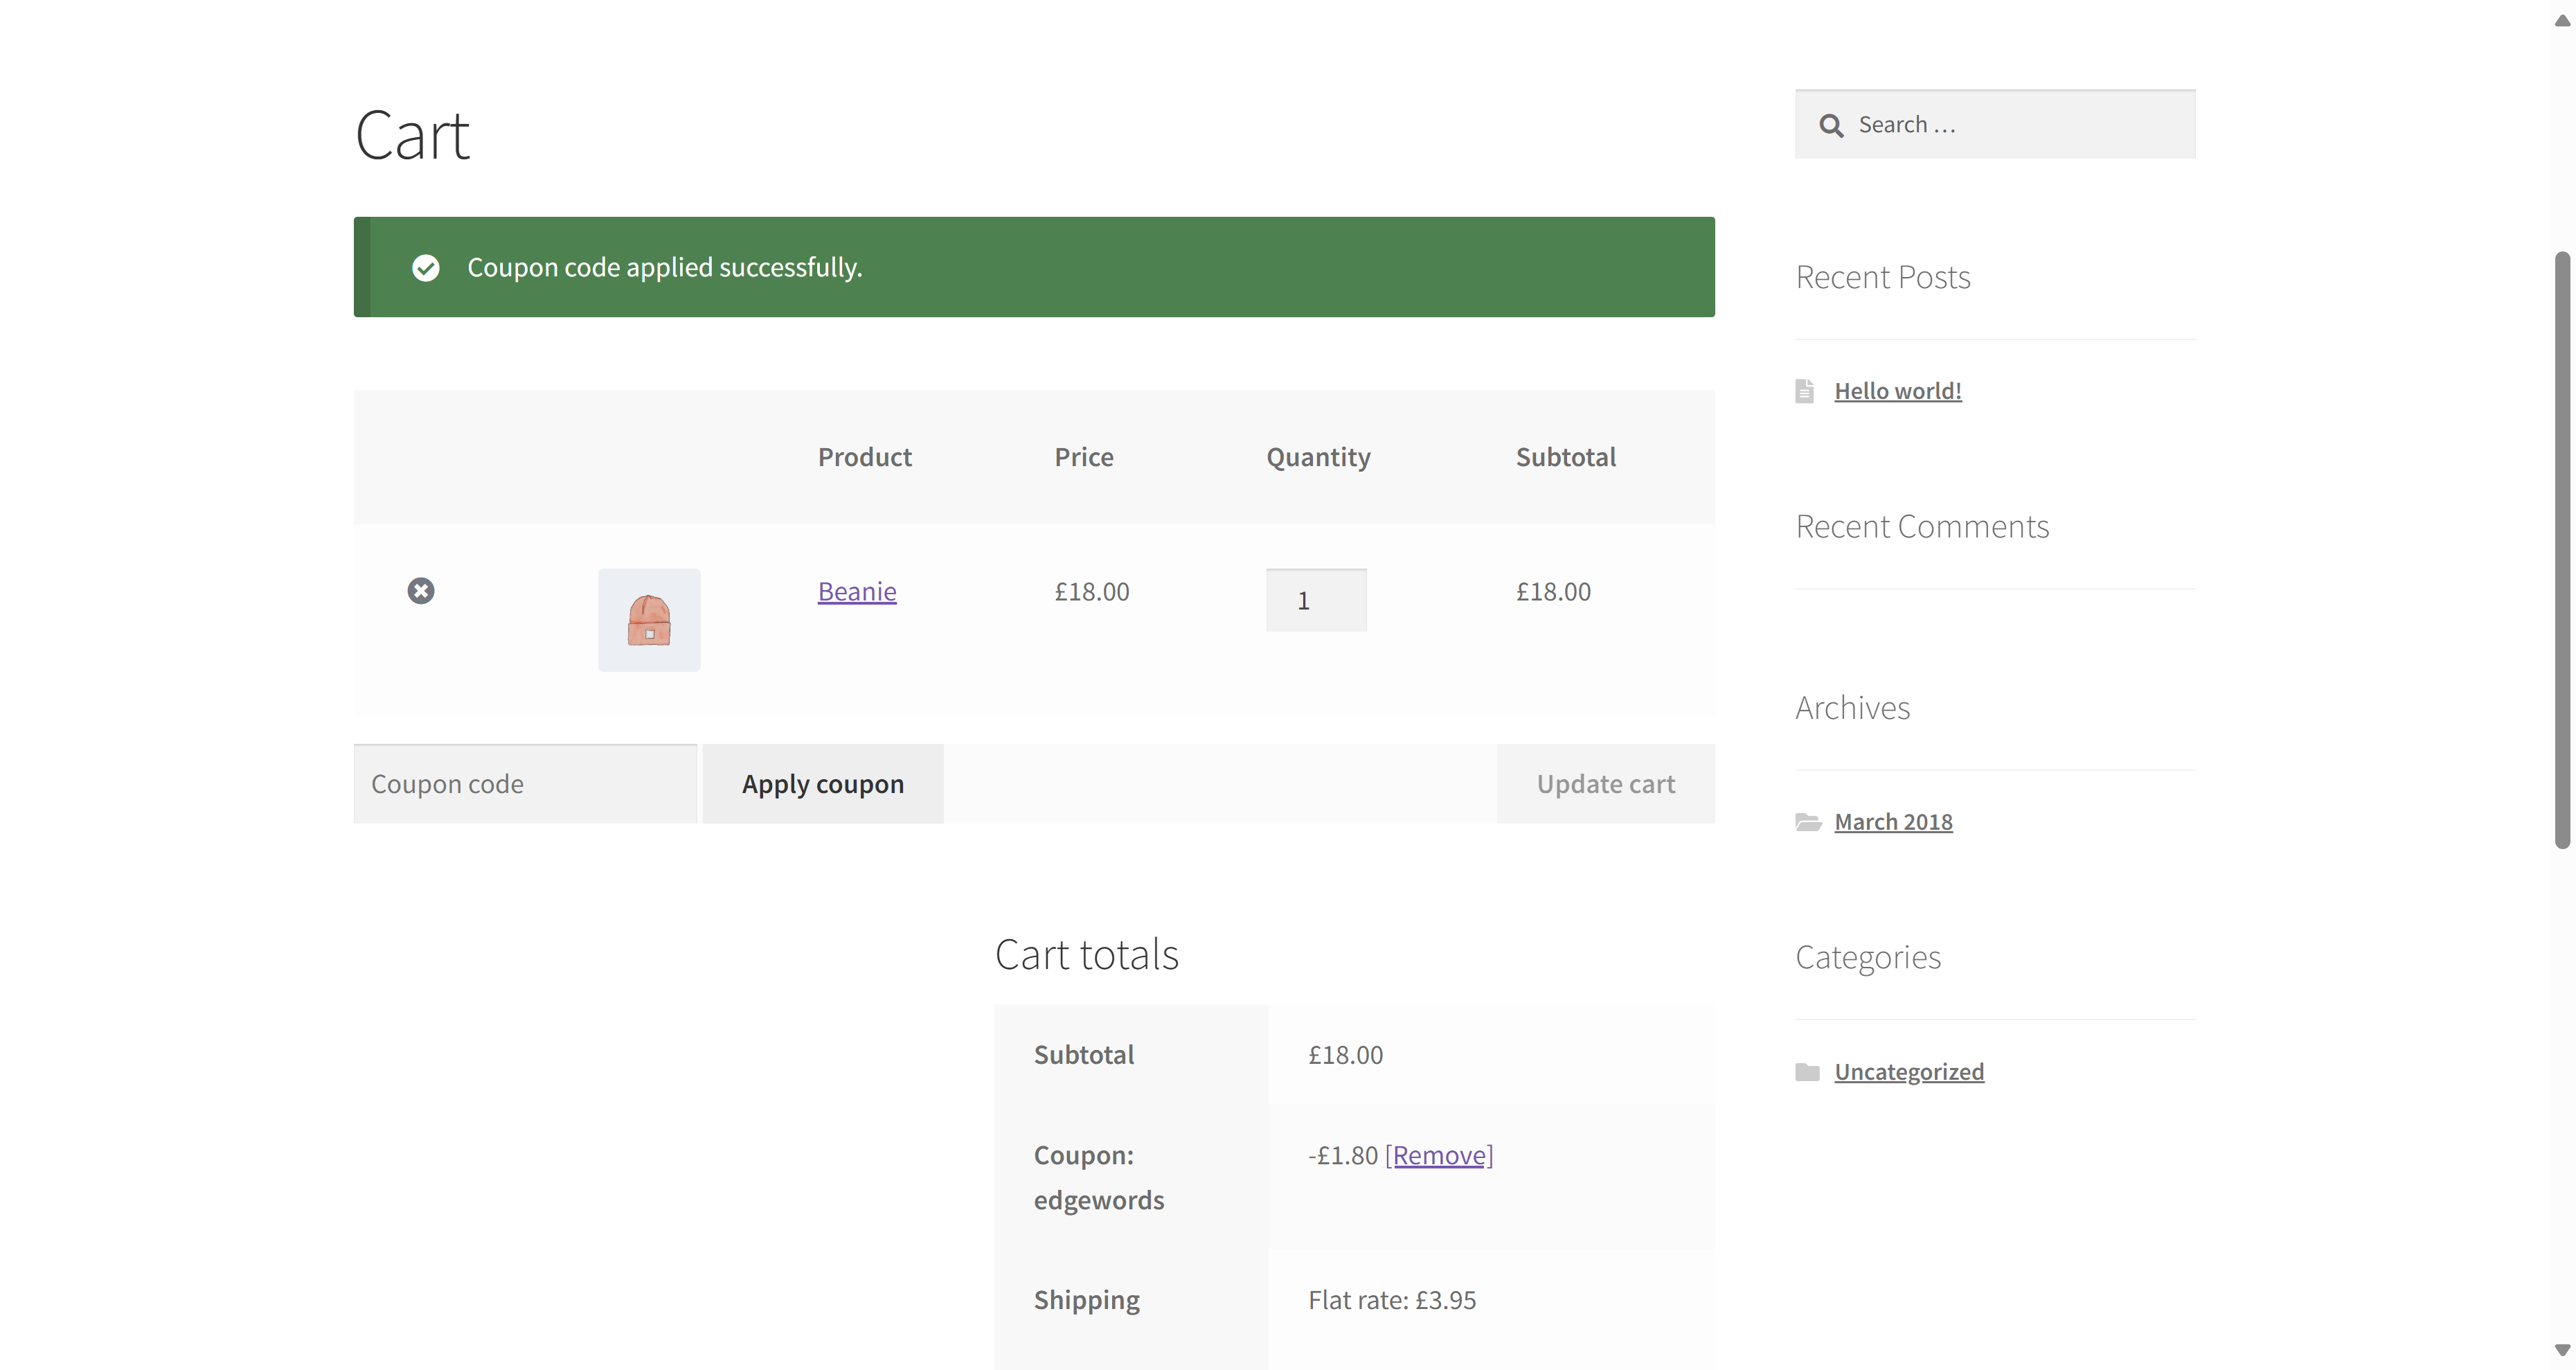 Cart
Coupon code applied successfully.
Product Price Quantity Subtotal
Beanie £18.00 1 £18.00
Coupon code Apply coupon Update cart
Cart totals
Subtotal £18.00
Coupon: -£1.80 [Remove]
edgewords
Shipping Flat rate: £3.95
Search …
Recent Posts
Hello world!
Recent Comments
Archives
March 2018
Categories
Uncategorized